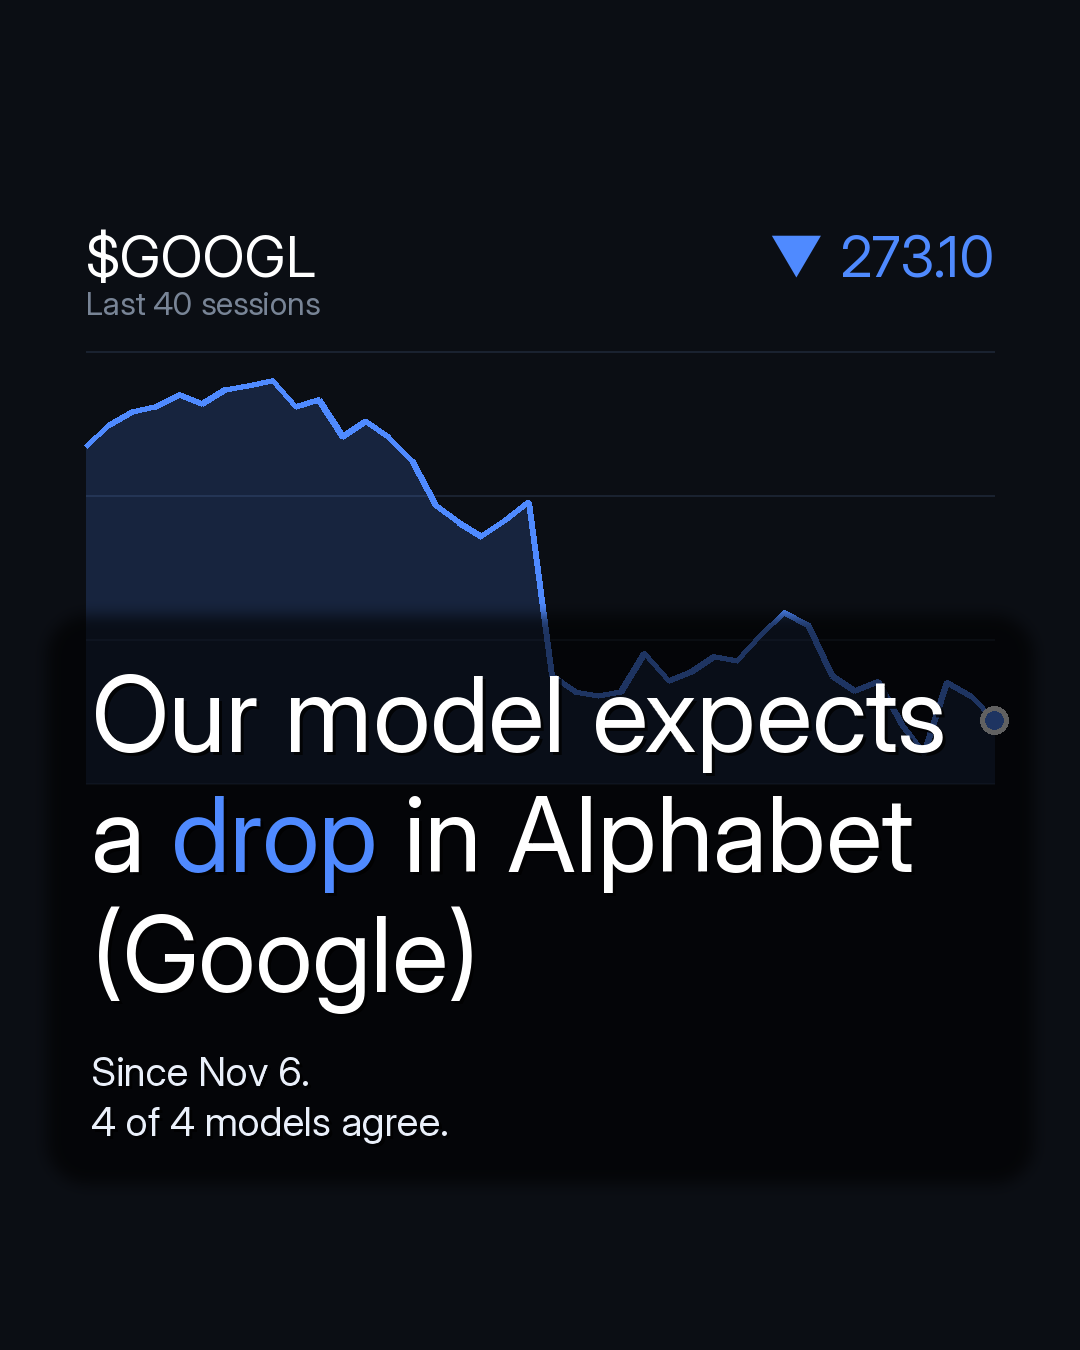 $GOOGL
▼ 273.10
Last 40 sessions
Our model expects
a drop in Alphabet
(Google)
Since Nov 6.
4 of 4 models agree.